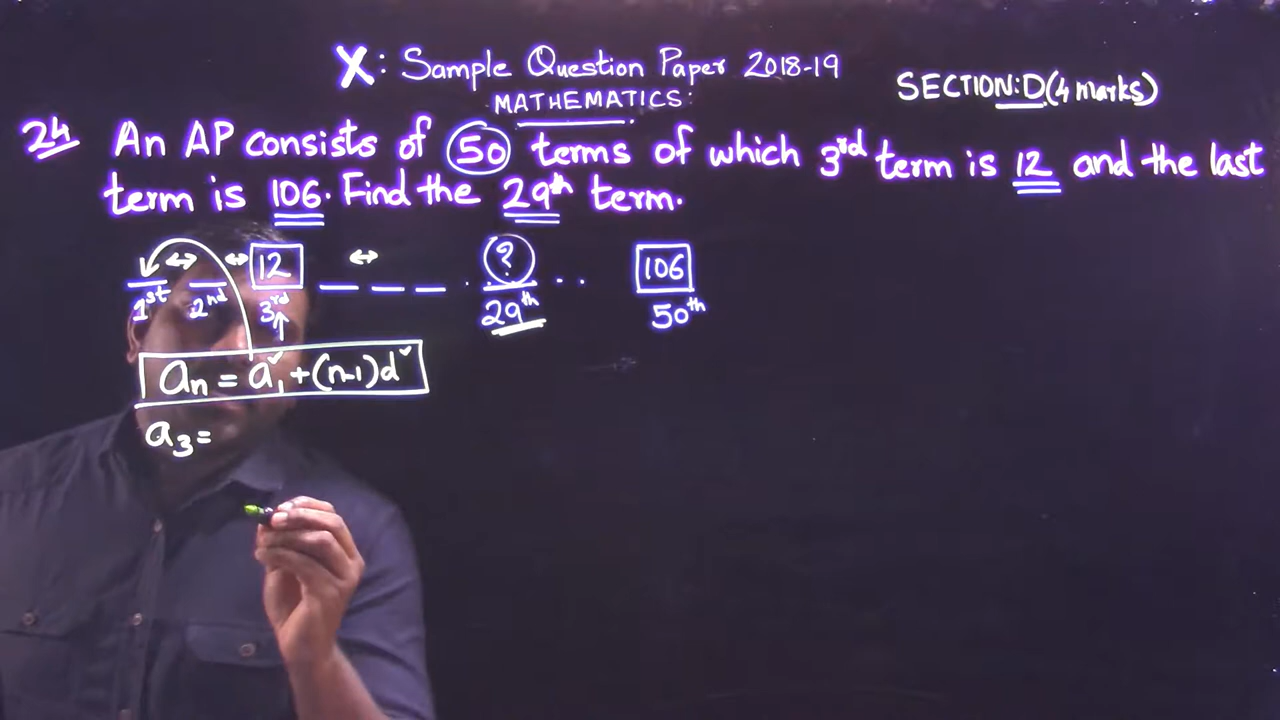 X: Sample Question Paper 2018-19
MATHEMATICS:
SECTION:D(4 marks)
24 An AP consists of 50 terms of which 3rd term is 12 and the last
term is 106. Find the 29th term.
12 ? .. 106
1st 2nd 3rd 29th 50th
an = a1 + (n-1)d
a3 =